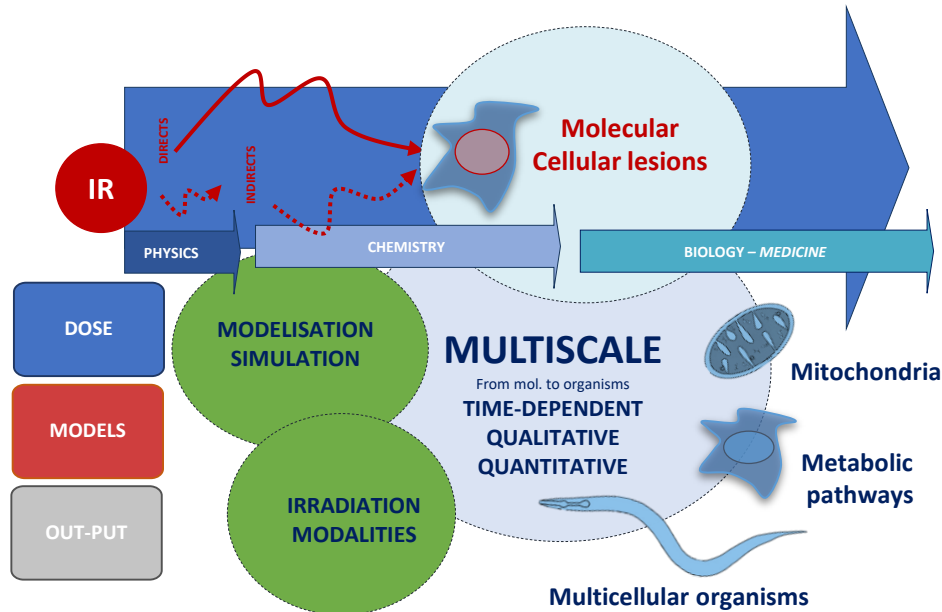 DIRECTS
INDIRECTS
IR
Molecular
Cellular lesions
PHYSICS
CHEMISTRY
BIOLOGY – MEDICINE
DOSE
MODELS
OUT-PUT
MODELISATION
SIMULATION
IRRADIATION
MODALITIES
MULTISCALE
From mol. to organisms
TIME-DEPENDENT
QUALITATIVE
QUANTITATIVE
Mitochondria
Metabolic
pathways
Multicellular organisms